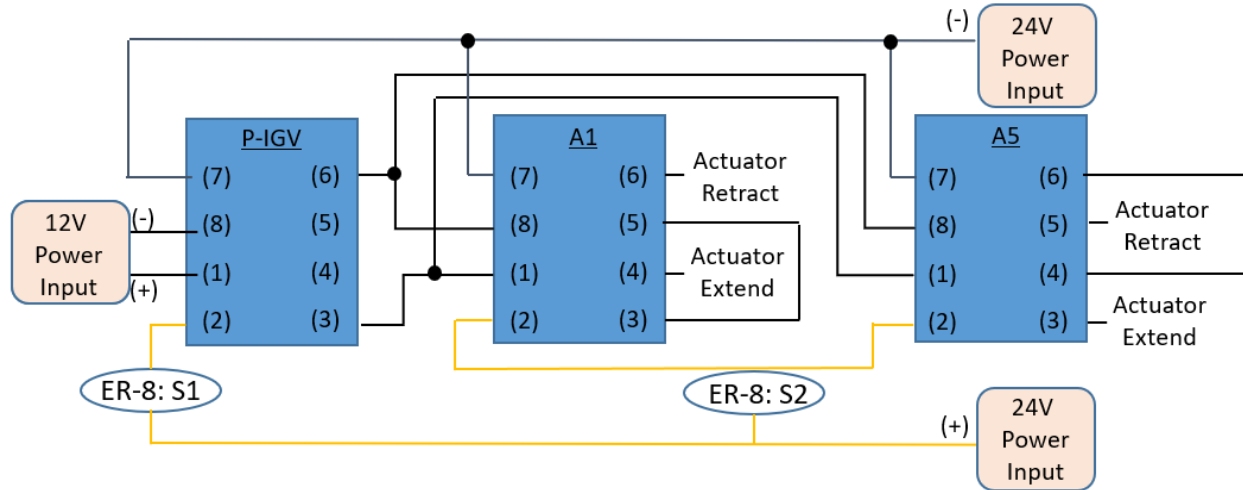 (-)
24V
Power
Input
P-IGV
(7) (6)
(8) (5)
(1) (4)
(2) (3)
A1
(7) (6)
(8) (5)
(1) (4)
(2) (3)
A5
(7) (6)
(8) (5)
(1) (4)
(2) (3)
Actuator
Retract
Actuator
Extend
Actuator
Retract
Actuator
Extend
12V
Power
Input
(-)
(+)
ER-8: S1
ER-8: S2
(+)
24V
Power
Input